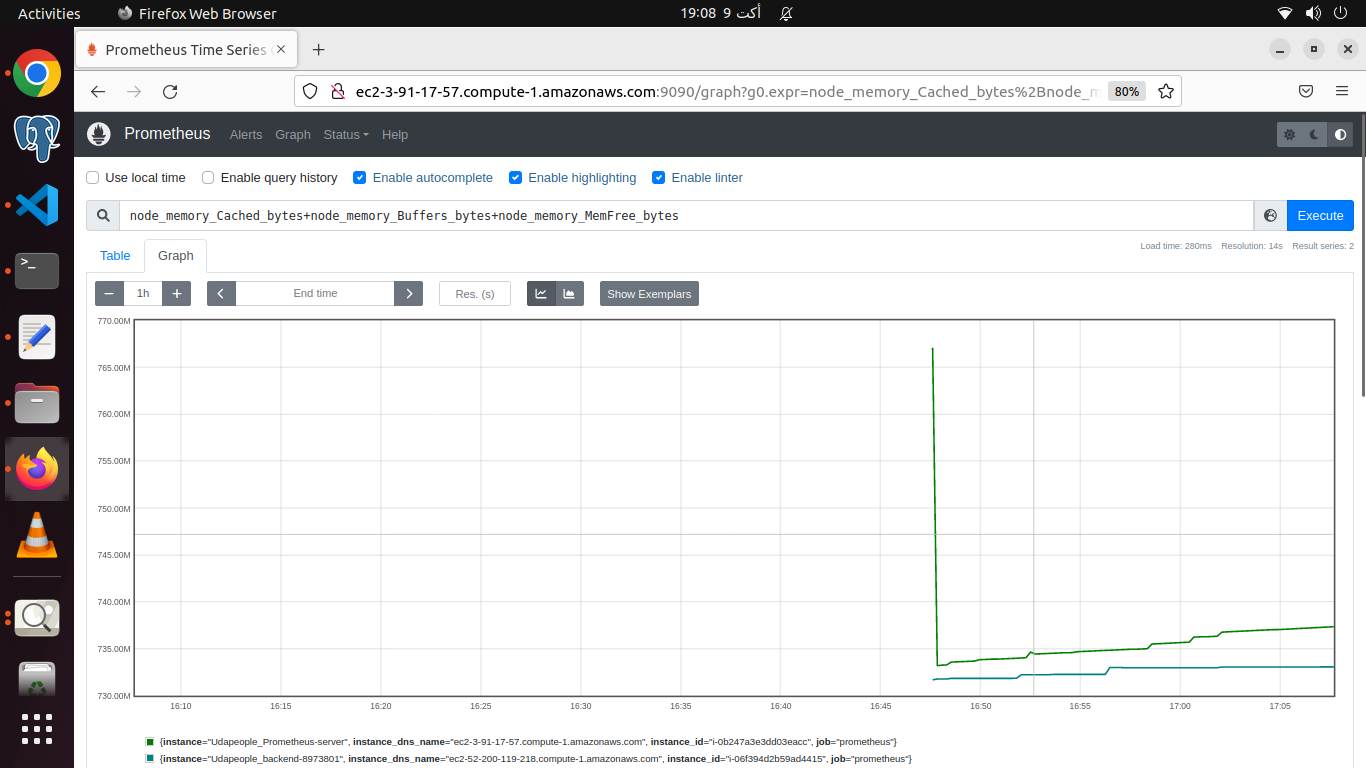 Activities
Firefox Web Browser
19:08 9 أكت
Prometheus Time Series
ec2-3-91-17-57.compute-1.amazonaws.com:9090/graph?g0.expr=node_memory_Cached_bytes%2Bnode_m
80%
Prometheus
Alerts
Graph
Status
Help
Use local time
Enable query history
Enable autocomplete
Enable highlighting
Enable linter
node_memory_Cached_bytes+node_memory_Buffers_bytes+node_memory_MemFree_bytes
Execute
Table
Graph
Load time: 280ms Resolution: 14s Result series: 2
1h
End time
Res. (s)
Show Exemplars
770.00M
765.00M
760.00M
755.00M
750.00M
745.00M
740.00M
735.00M
730.00M
16:10 16:15 16:20 16:25 16:30 16:35 16:40 16:45 16:50 16:55 17:00 17:05
{instance="Udapeople_Prometheus-server", instance_dns_name="ec2-3-91-17-57.compute-1.amazonaws.com", instance_id="i-0b247a3e3dd03eacc", job="prometheus"}
{instance="Udapeople_backend-8973801", instance_dns_name="ec2-52-200-119-218.compute-1.amazonaws.com", instance_id="i-06f394d2b59ad4415", job="prometheus"}